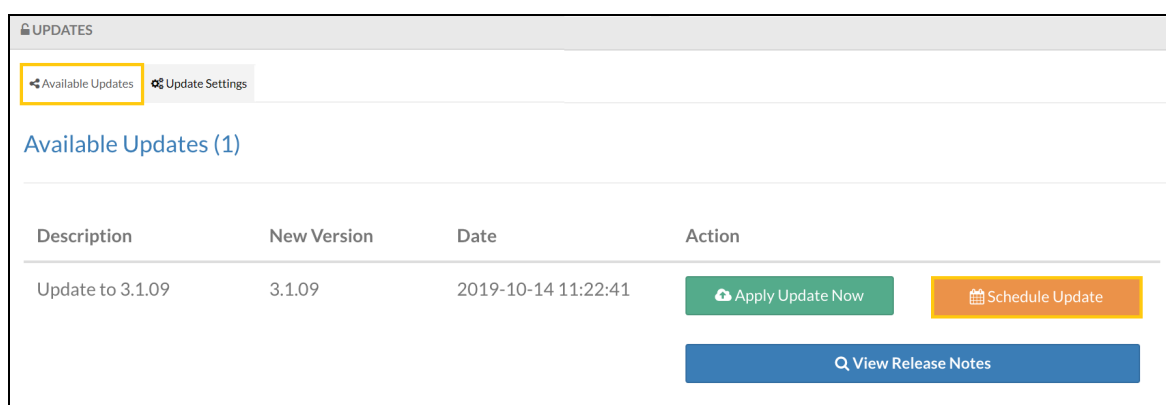 UPDATES
Available Updates Update Settings
Available Updates (1)
Description New Version Date Action
Update to 3.1.09 3.1.09 2019-10-14 11:22:41 Apply Update Now Schedule Update
View Release Notes